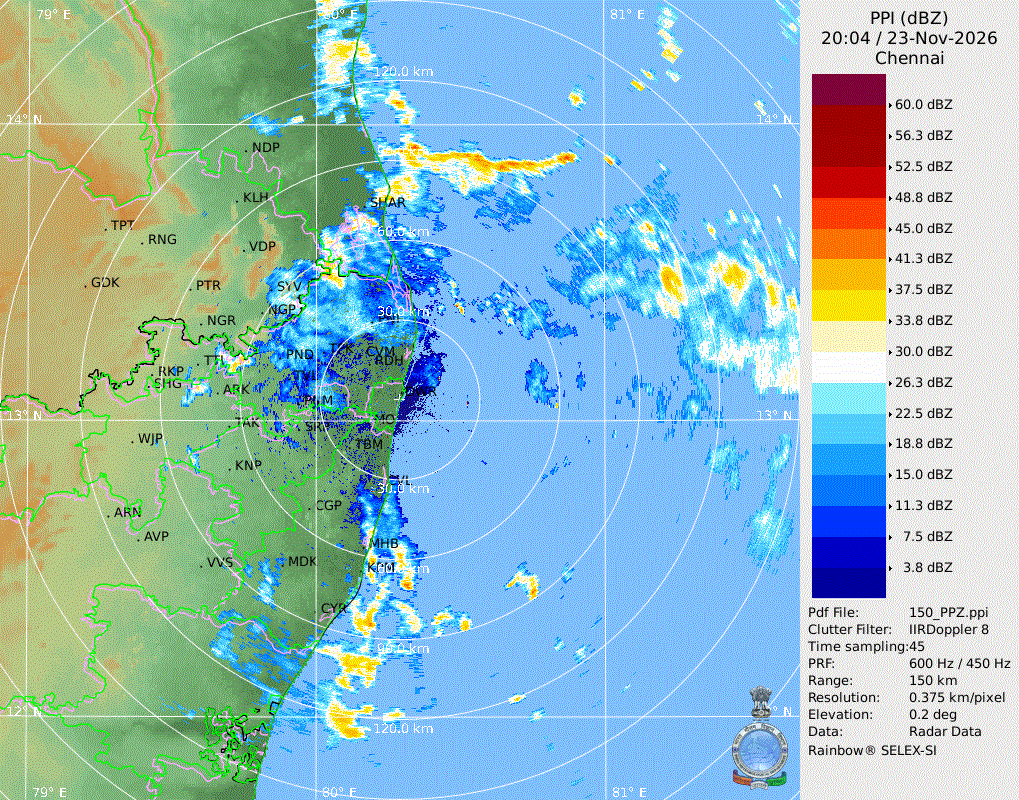 PPI (dBZ)
20:04 / 23-Nov-2026
Chennai
60.0 dBZ
56.3 dBZ
52.5 dBZ
48.8 dBZ
45.0 dBZ
41.3 dBZ
37.5 dBZ
33.8 dBZ
30.0 dBZ
26.3 dBZ
22.5 dBZ
18.8 dBZ
15.0 dBZ
11.3 dBZ
7.5 dBZ
3.8 dBZ
Pdf File: 150_PPZ.ppi
Clutter Filter: IIRDoppler 8
Time sampling:45
PRF: 600 Hz / 450 Hz
Range: 150 km
Resolution: 0.375 km/pixel
Elevation: 0.2 deg
Data: Radar Data
Rainbow® SELEX-SI
79° E 80° E 81° E
120.0 km
14° N 14° N
NDP
KLH
SHAR
TPT
RNG
60.0 km
VDP
GDK
PTR
SYV
NGP
30.0 km
NGR
PND
CVM
RDH
TTI
RKP
SHG
ARK
13° N 13° N
WJP
TBM
KNP
30.0 km
CGP
ARN
AVP
MHB
VVS
MDK
CYR
96.0 km
12° N
120.0 km
79° E 80° E 81° E